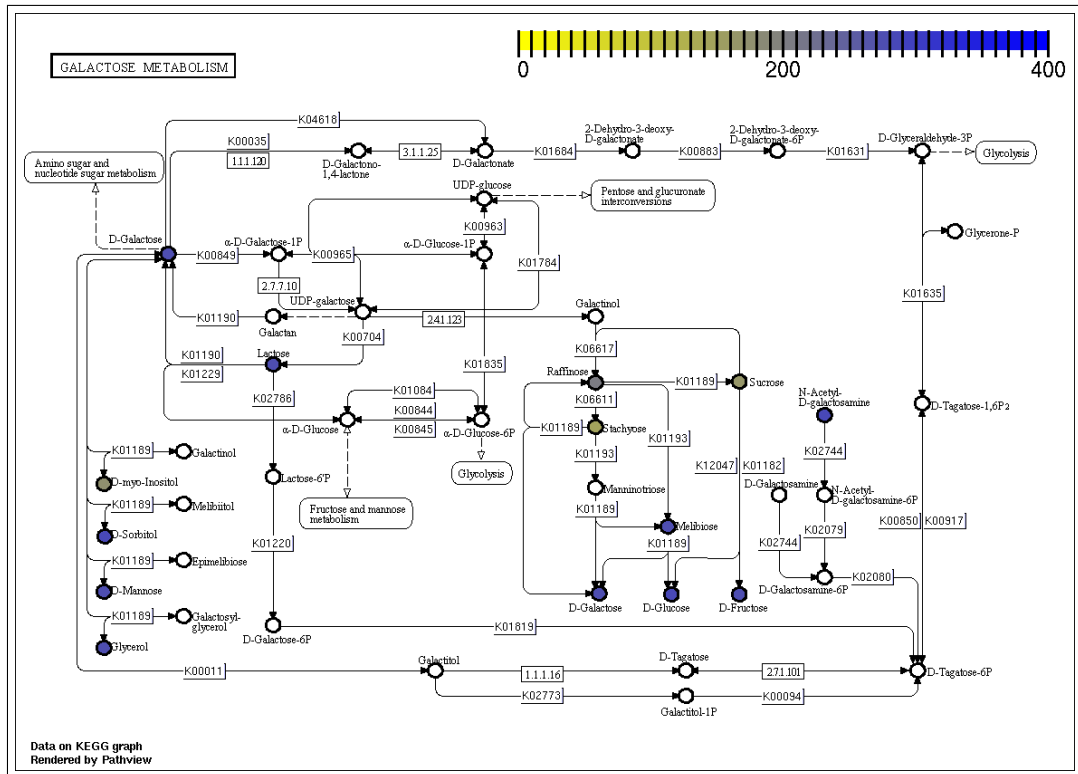 GALACTOSE METABOLISM
0 200 400
K04618
K00035
1.1.1.120
3.1.1.25
D-Galactono-
1,4-lactone
D-Galactonate
K01684
2-Dehydro-3-deoxy-
D-galactonate
K00883
2-Dehydro-3-deoxy-
D-galactonate-6P
K01631
D-Glyceraldehyde-3P
Glycolysis
Amino sugar and
nucleotide sugar metabolism
UDP-glucose
Pentose and glucuronate
interconversions
K00963
D-Galactose
K00849
α-D-Galactose-1P
K00965
α-D-Glucose-1P
K01784
Glycerone-P
2.7.7.10
UDP-galactose
K01190
Galactan
K00704
2.4.1.123
Galactinol
K01635
K01190
K01229
Lactose
K01835
K06617
Raffinose
K01189
Sucrose
K02786
K01084
K00844
K00845
α-D-Glucose
α-D-Glucose-6P
K06611
K01189
Stachyose
K01193
K01193
N-Acetyl-
D-galactosamine
D-Tagatose-1,6P2
K01189
Galactinol
D-myo-Inositol
Lactose-6'P
Glycolysis
K12047
K01182
K02744
Manninotriose
K01189
D-Galactosamine
N-Acetyl-
D-galactosamine-6P
K01189
Melibiitol
D-Sorbitol
Fructose and mannose
metabolism
Melibiose
K01189
K02744
K02079
K00850
K00917
K01220
K01189
Epimelibiose
D-Mannose
D-Galactose
D-Glucose
D-Fructose
D-Galactosamine-6P
K02080
K01189
Galactosyl-
glycerol
Glycerol
D-Galactose-6P
K01819
K00011
Galactitol
1.1.1.16
D-Tagatose
2.7.1.101
D-Tagatose-6P
K02773
Galactitol-1P
K00094
Data on KEGG graph
Rendered by Pathview